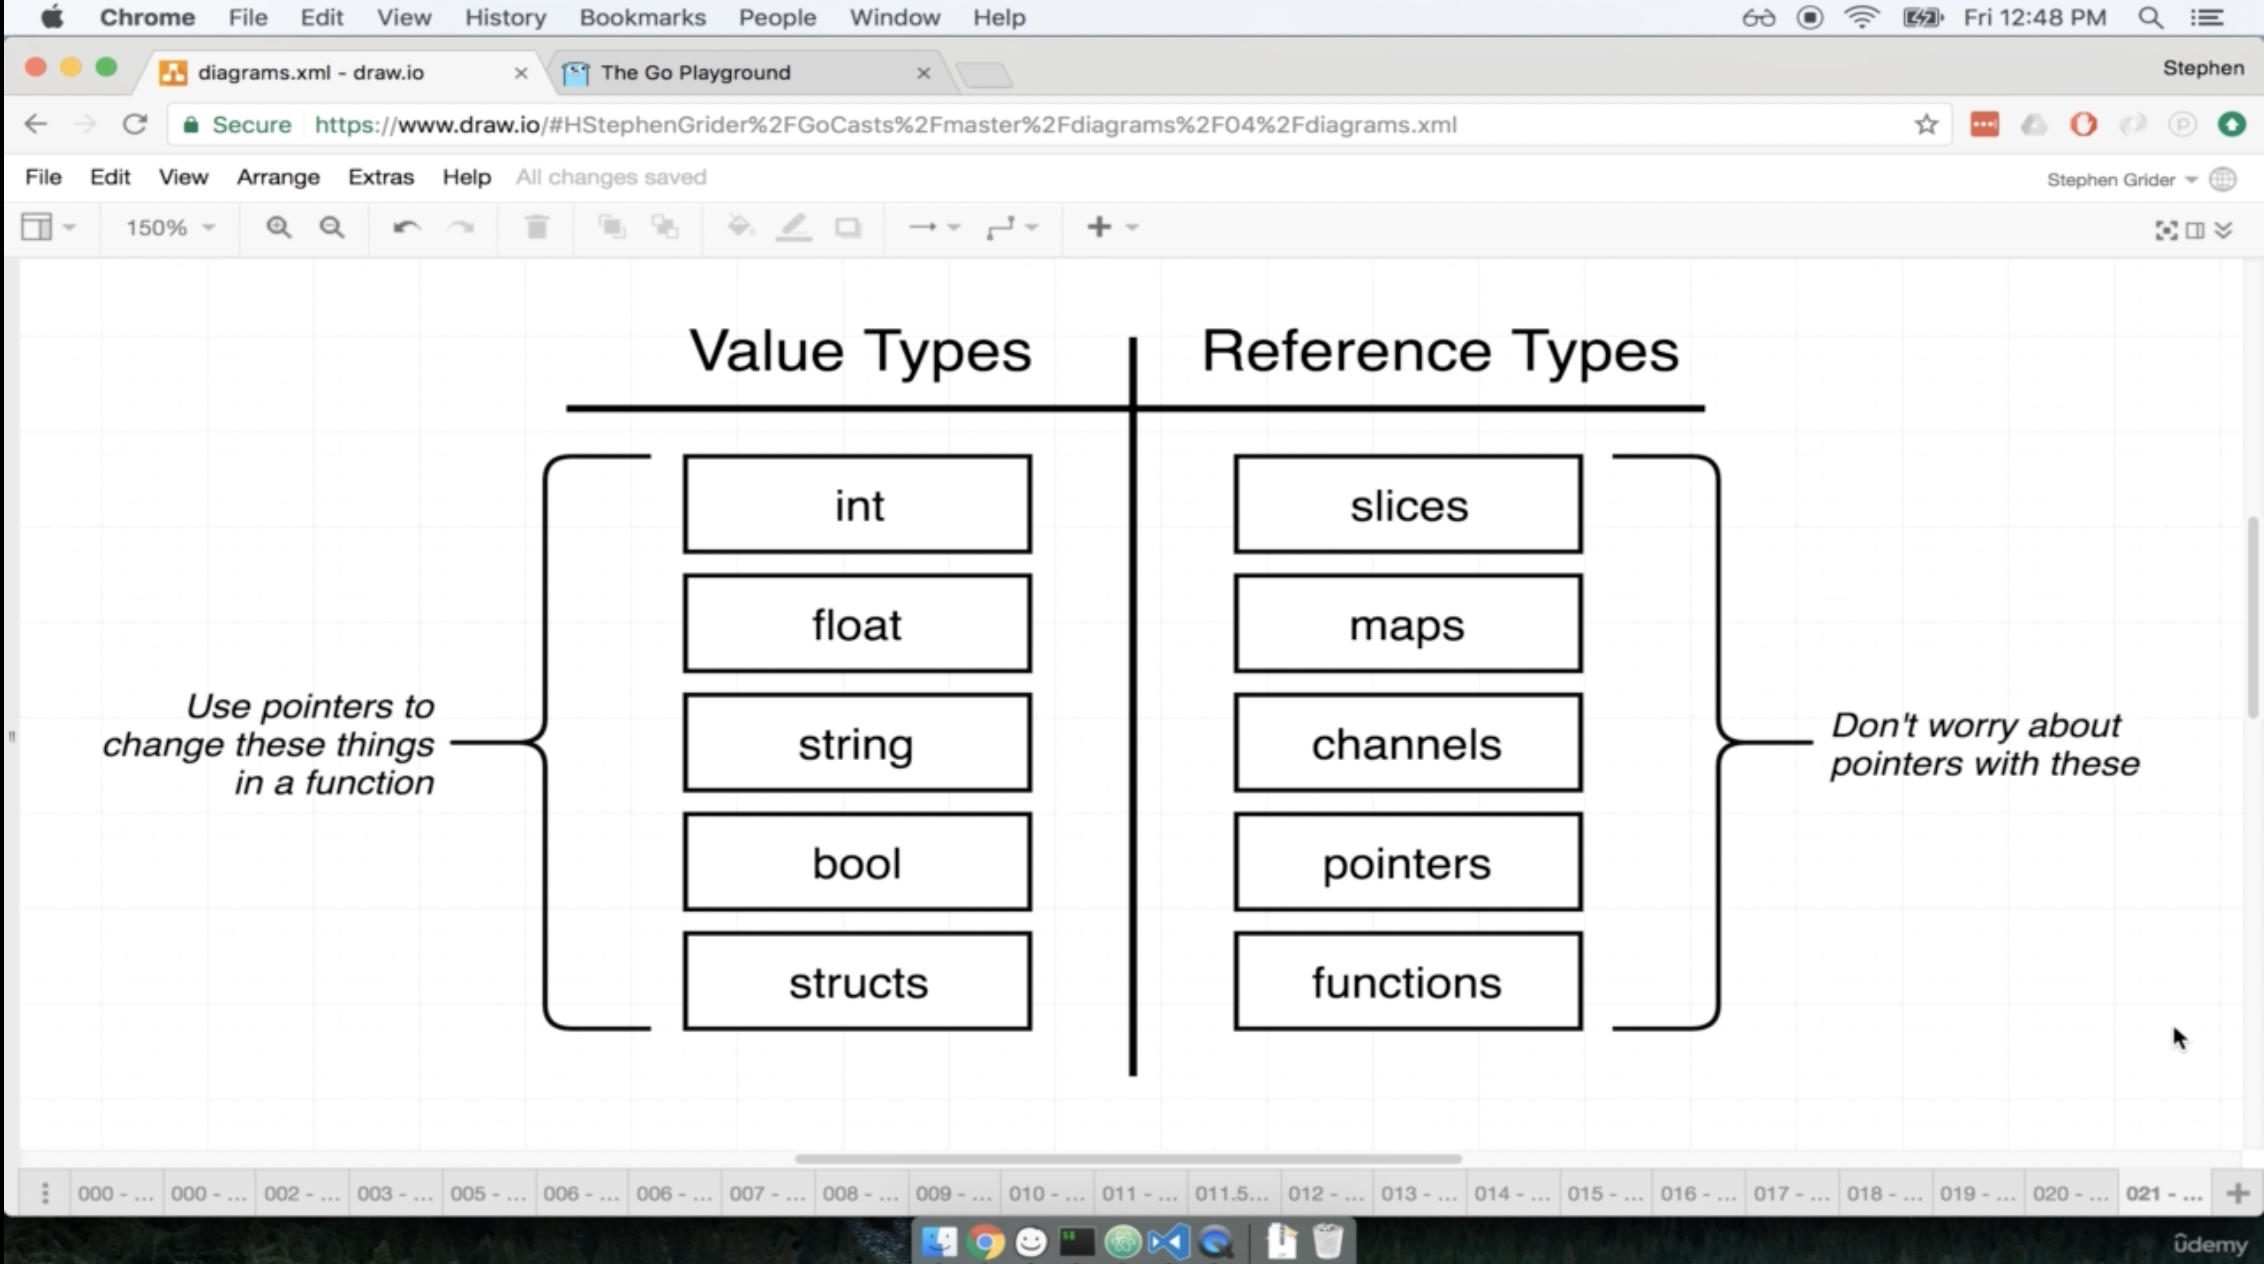 Chrome File Edit View History Bookmarks People Window Help Fri 12:48 PM
diagrams.xml - draw.io The Go Playground Stephen
Secure https://www.draw.io/#HStephenGrider%2FGoCasts%2Fmaster%2Fdiagrams%2F04%2Fdiagrams.xml
File Edit View Arrange Extras Help All changes saved Stephen Grider
150%
Value Types Reference Types
int slices
float maps
Use pointers to
change these things
in a function
string channels
Don't worry about
pointers with these
bool pointers
structs functions
000 - ... 000 - ... 002 - ... 003 - ... 005 - ... 006 - ... 006 - ... 007 - ... 008 - ... 009 - ... 010 - ... 011 - ... 011.5... 012 - ... 013 - ... 014 - ... 015 - ... 016 - ... 017 - ... 018 - ... 019 - ... 020 - ... 021 - ...
ûdemy